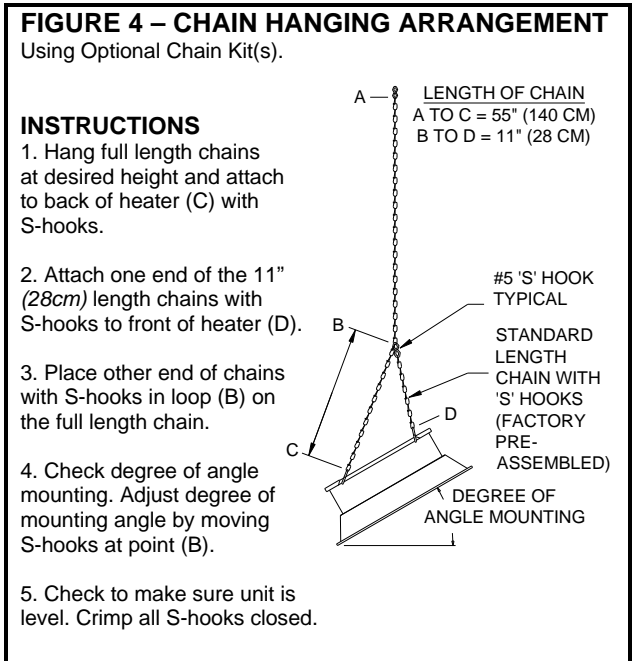 FIGURE 4 – CHAIN HANGING ARRANGEMENT
Using Optional Chain Kit(s).
INSTRUCTIONS
1. Hang full length chains
at desired height and attach
to back of heater (C) with
S-hooks.
2. Attach one end of the 11”
(28cm) length chains with
S-hooks to front of heater (D).
3. Place other end of chains
with S-hooks in loop (B) on
the full length chain.
4. Check degree of angle
mounting. Adjust degree of
mounting angle by moving
S-hooks at point (B).
5. Check to make sure unit is
level. Crimp all S-hooks closed.
A
LENGTH OF CHAIN
A TO C = 55" (140 CM)
B TO D = 11" (28 CM)
#5 'S' HOOK
TYPICAL
B
STANDARD
LENGTH
CHAIN WITH
'S' HOOKS
(FACTORY
PRE-
ASSEMBLED)
D
C
DEGREE OF
ANGLE MOUNTING